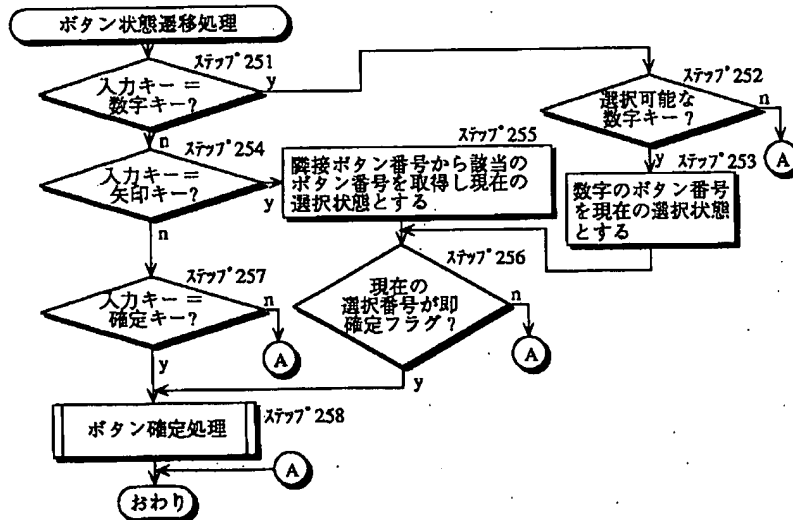 ボタン状態遷移処理
ステップ251
入力キー＝
数字キー？
y
n
ステップ252
選択可能な
数字キー？
n
y
A
ステップ253
数字のボタン番号
を現在の選択状態
とする
ステップ254
入力キー＝
矢印キー？
y
n
ステップ255
隣接ボタン番号から該当の
ボタン番号を取得し現在の
選択状態とする
ステップ256
現在の
選択番号が即
確定フラグ？
n
y
A
ステップ257
入力キー＝
確定キー？
n
y
A
ステップ258
ボタン確定処理
A
おわり